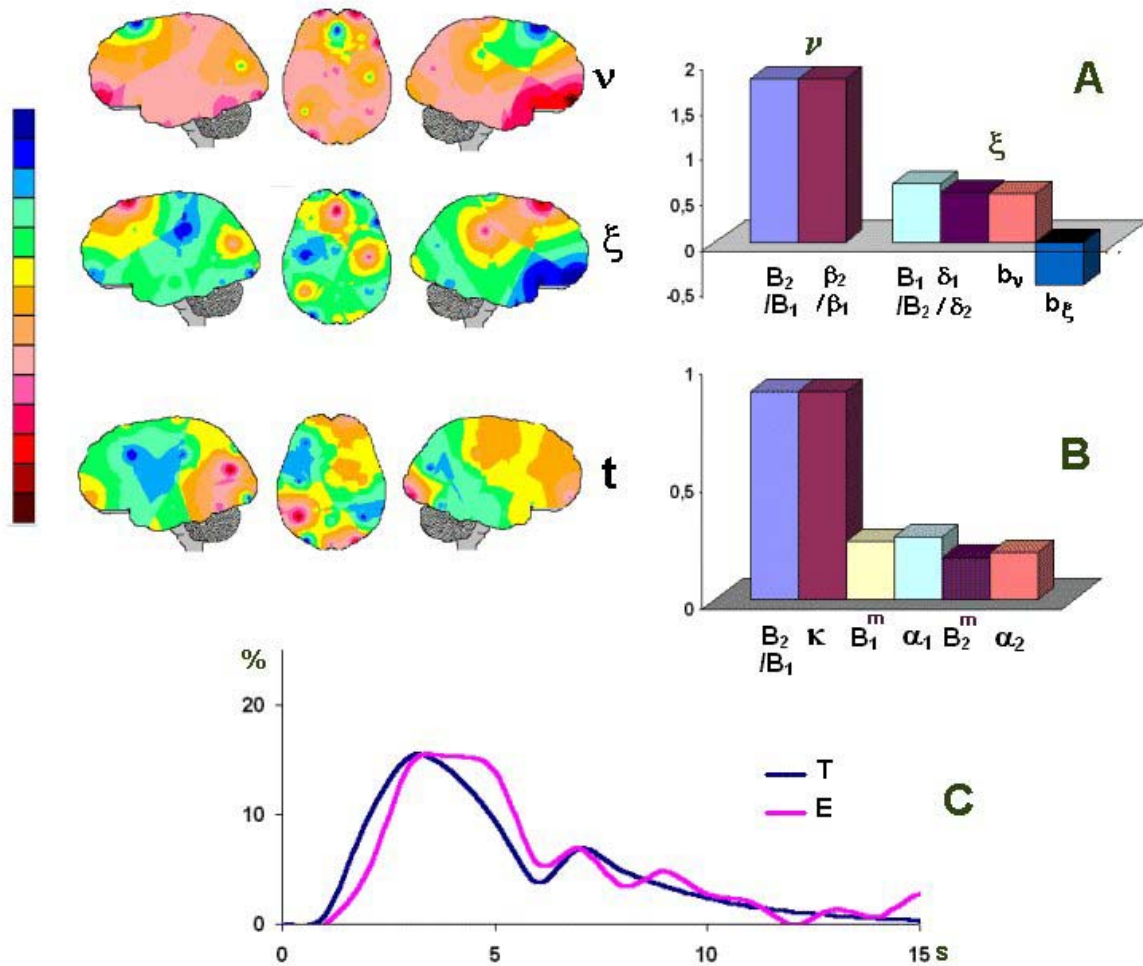 ν
ξ
t
A
ν
2
1,5
1
0,5
0
-0,5
ξ
B₂ β₂ B₁ δ₁ bν
/B₁ /β₁ /B₂ / δ₂ bξ
B
1
0,5
0
B₂ κ B₁ᵐ α₁ B₂ᵐ α₂
/B₁
C
%
20
10
0
T
E
0 5 10 15 s